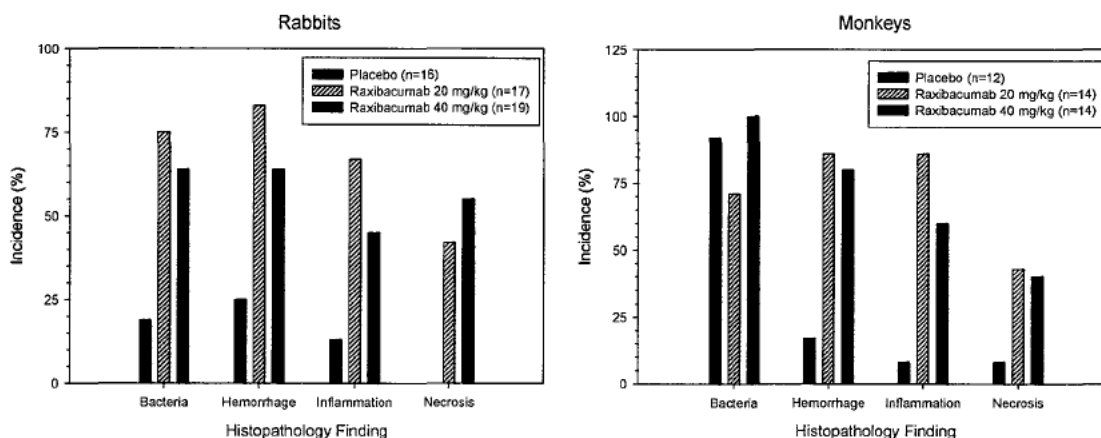 Rabbits
100
75
50
25
0
Incidence (%)
Placebo (n=16)
Raxibacumab 20 mg/kg (n=17)
Raxibacumab 40 mg/kg (n=19)
Bacteria Hemorrhage Inflammation Necrosis
Histopathology Finding
Monkeys
125
100
75
50
25
0
Incidence (%)
Placebo (n=12)
Raxibacumab 20 mg/kg (n=14)
Raxibacumab 40 mg/kg (n=14)
Bacteria Hemorrhage Inflammation Necrosis
Histopathology Finding